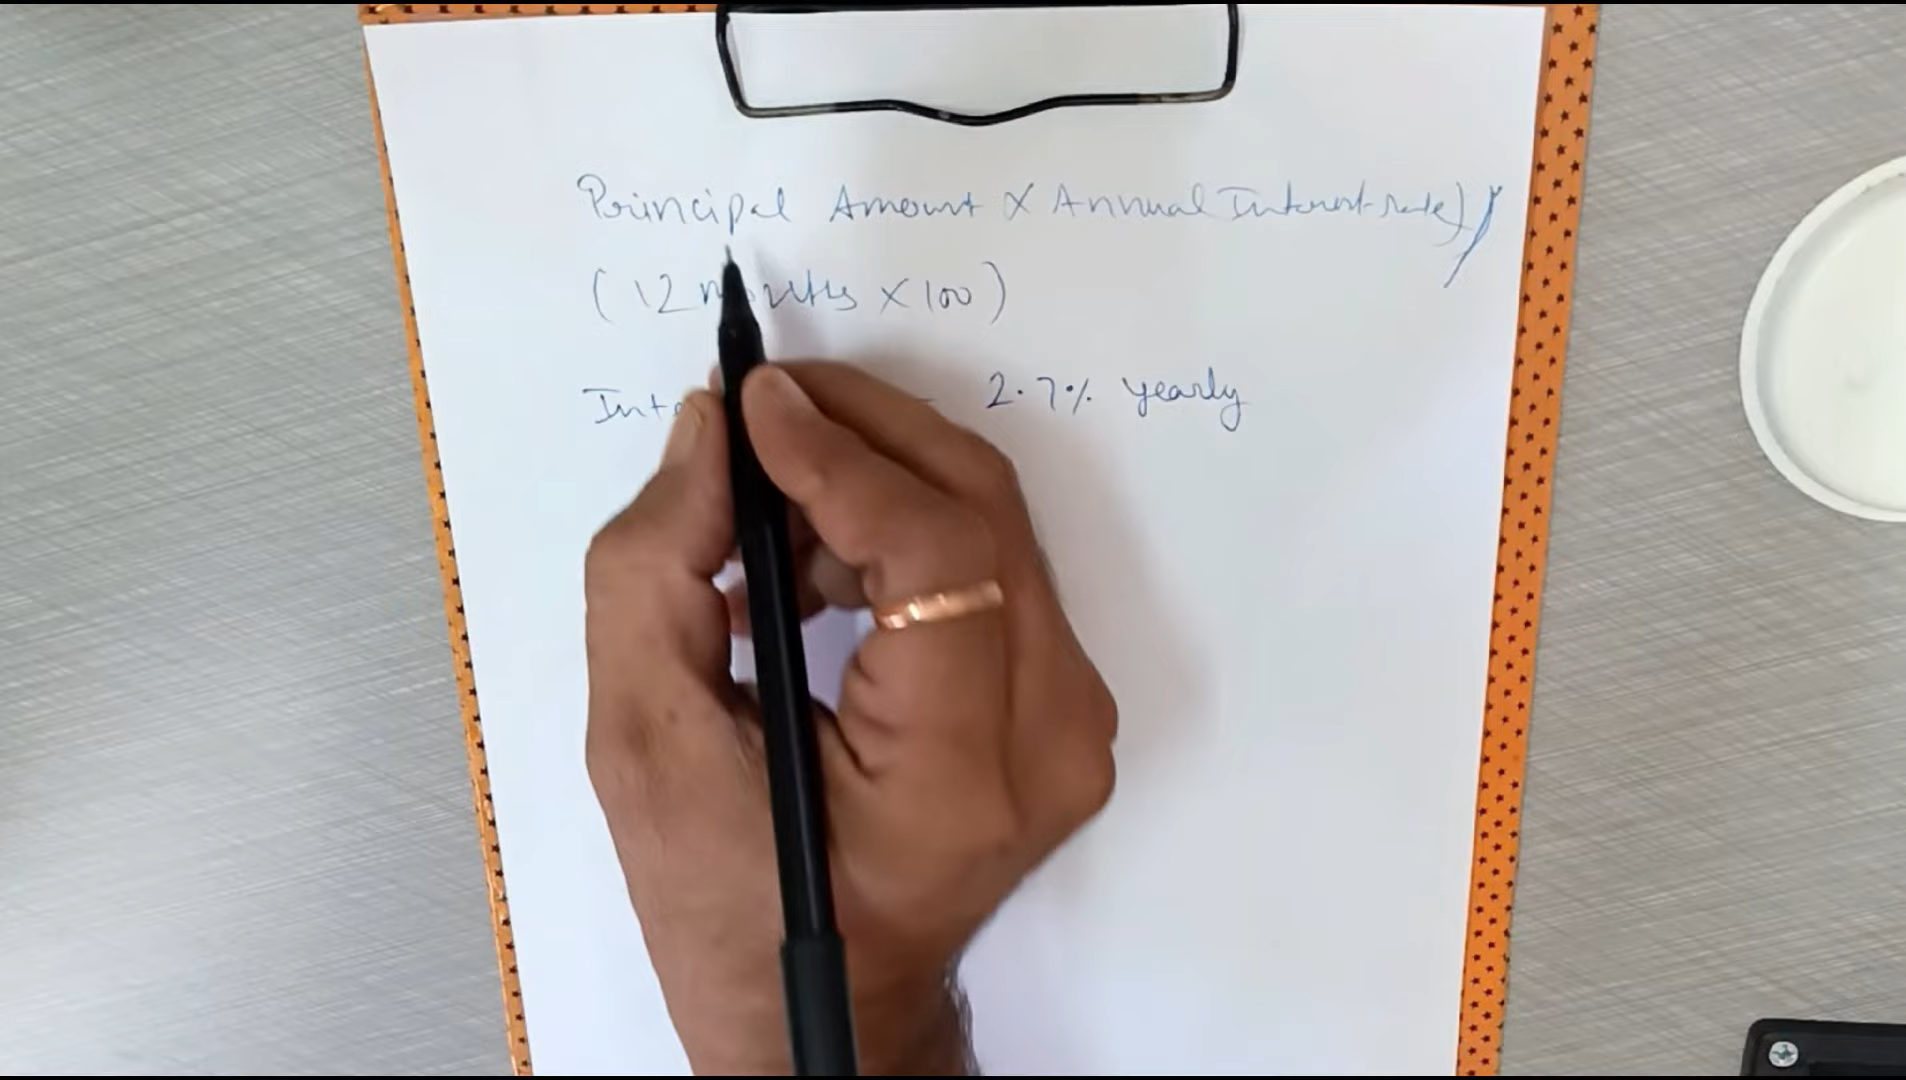 Principal Amount X Annual Interest rate) /
(12 months X 100)
2.7% yearly